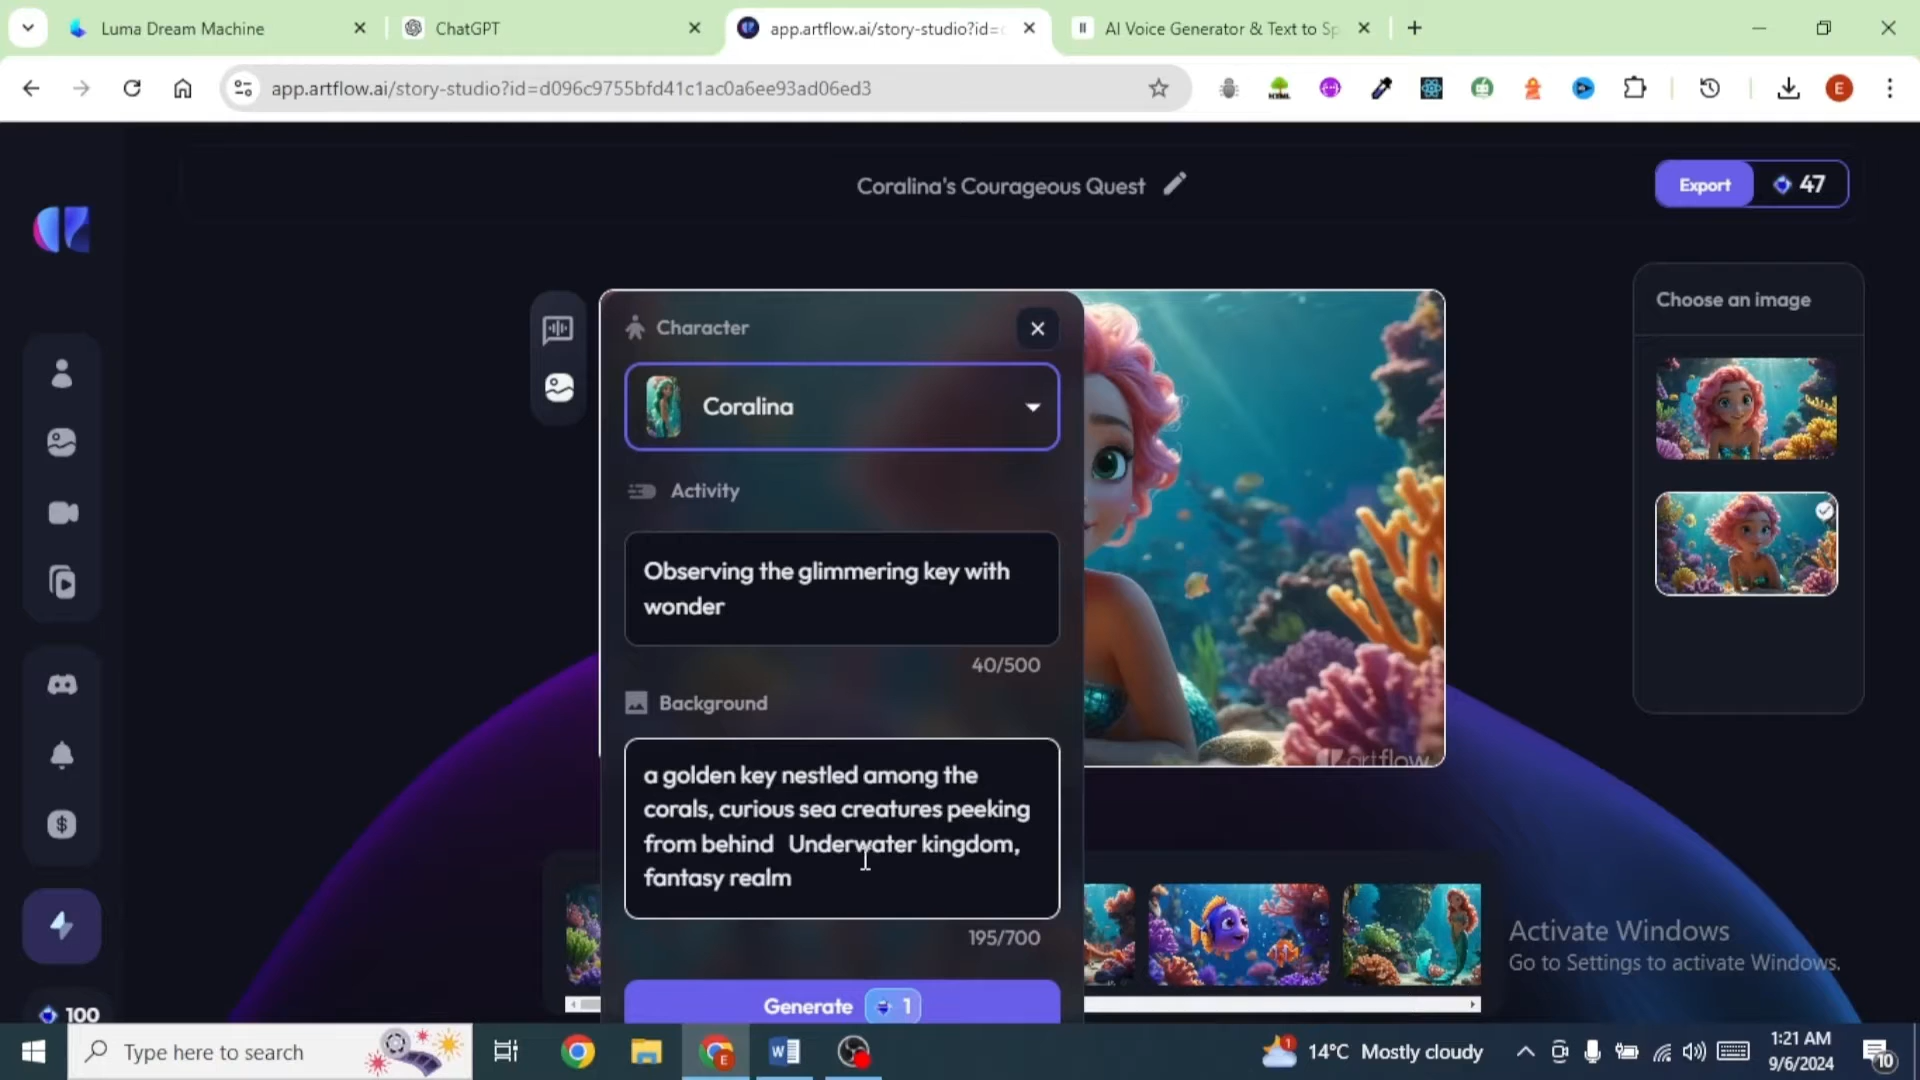 Luma Dream Machine
ChatGPT
app.artflow.ai/story-studio?id=
AI Voice Generator & Text to Sp
app.artflow.ai/story-studio?id=d096c9755bfd41c1ac0a6ee93ad06ed3
HTML
E
Coralina's Courageous Quest
Export
47
Character
Choose an image
Coralina
Activity
Observing the glimmering key with
wonder
40/500
Background
a golden key nestled among the
corals, curious sea creatures peeking
from behind Underwater kingdom,
fantasy realm
artflow
195/700
Activate Windows
Go to Settings to activate Windows.
Generate 1
100
Type here to search
14°C Mostly cloudy
1:21 AM
9/6/2024
10